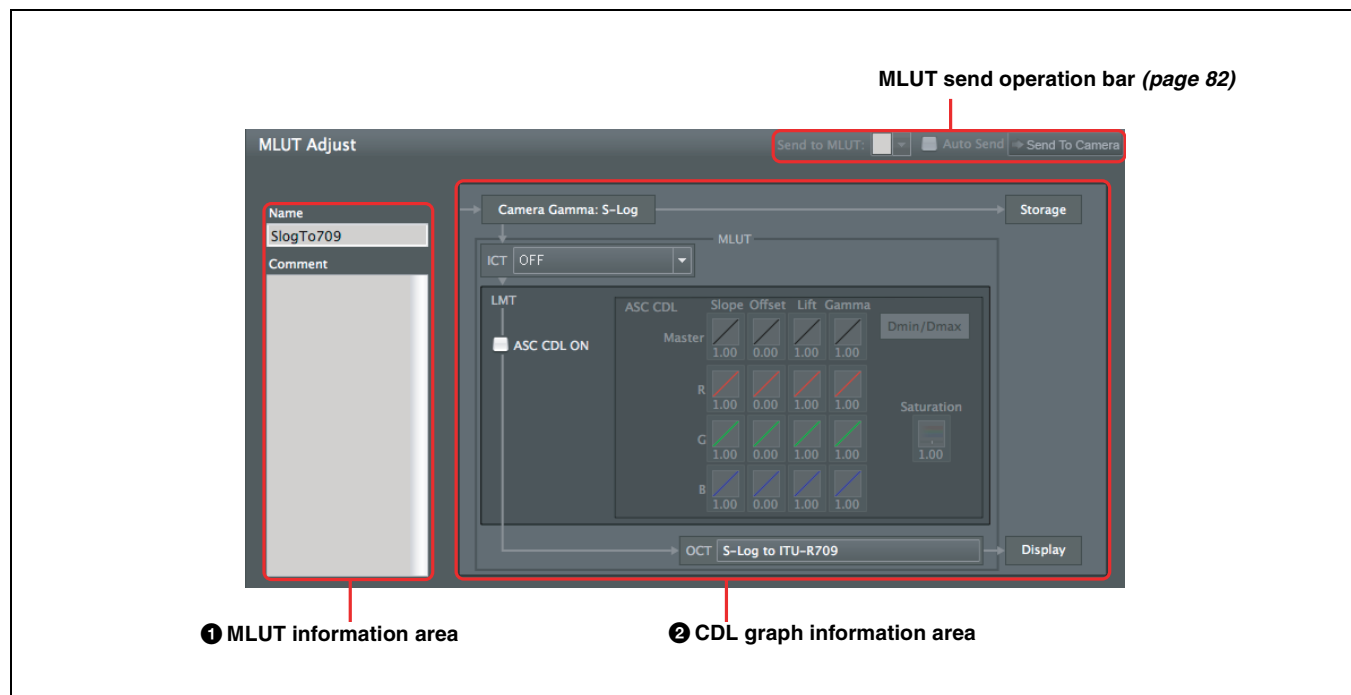 MLUT send operation bar (page 82)
MLUT Adjust
Send to MLUT:
Auto Send
Send To Camera
Name
SlogTo709
Comment
Camera Gamma: S-Log
Storage
MLUT
ICT OFF
LMT
ASC CDL ON
ASC CDL Slope Offset Lift Gamma
Dmin/Dmax
Master
1.00 0.00 1.00 1.00
R
1.00 0.00 1.00 1.00
Saturation
1.00
G
1.00 0.00 1.00 1.00
B
1.00 0.00 1.00 1.00
OCT S-Log to ITU-R709
Display
❶ MLUT information area
❷ CDL graph information area